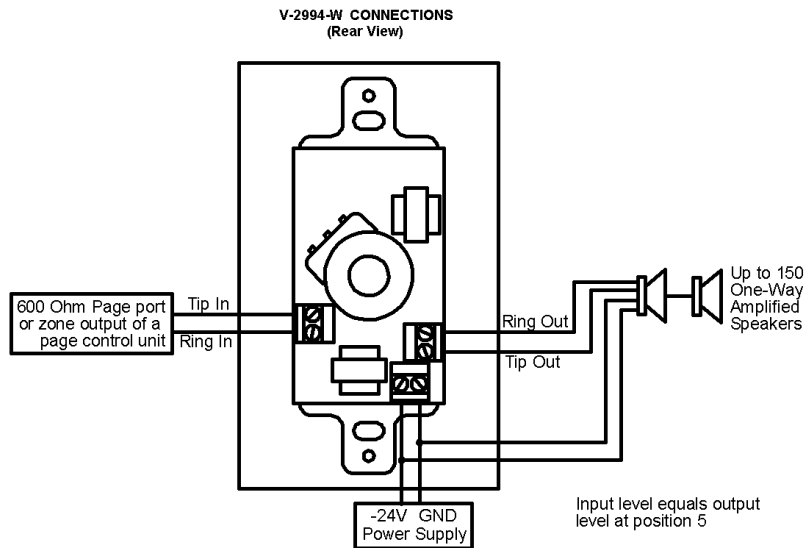 V-2994-W CONNECTIONS
(Rear View)
600 Ohm Page port
or zone output of a
page control unit
Tip In
Ring In
Ring Out
Tip Out
Up to 150
One-Way
Amplified
Speakers
-24V GND
Power Supply
Input level equals output
level at position 5